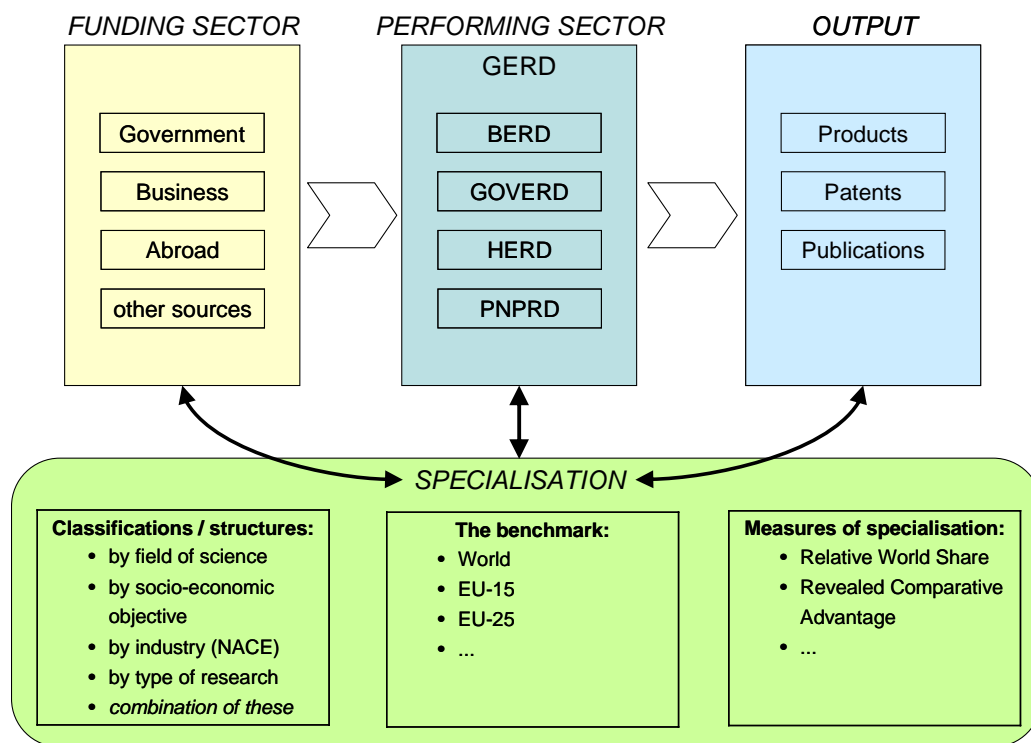 FUNDING SECTOR
PERFORMING SECTOR
OUTPUT
Government
Business
Abroad
other sources
GERD
BERD
GOVERD
HERD
PNPRD
Products
Patents
Publications
SPECIALISATION
Classifications / structures:
• by field of science
• by socio-economic
objective
• by industry (NACE)
• by type of research
• combination of these
The benchmark:
• World
• EU-15
• EU-25
• ...
Measures of specialisation:
• Relative World Share
• Revealed Comparative
Advantage
• ...